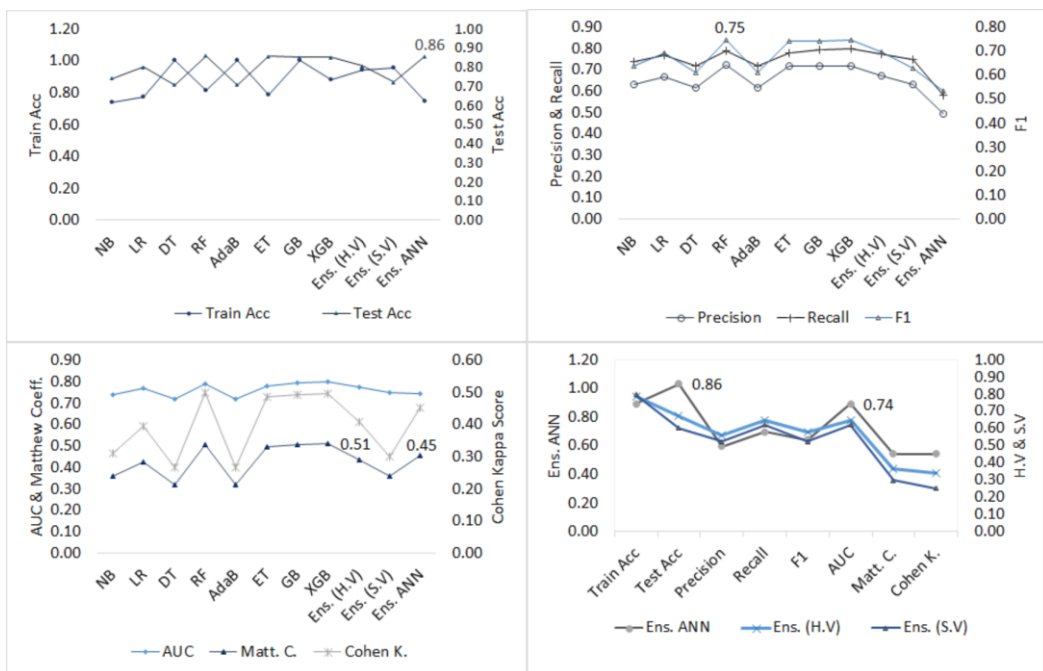 1.20
1.00
0.80
0.60
0.40
0.20
0.00
Train Acc
1.00
0.90
0.80
0.70
0.60
0.50
0.40
0.30
0.20
0.10
0.00
Test Acc
0.86
NB
LR
DT
RF
AdaB
ET
GB
XGB
Ens. (H.V)
Ens. (S.V)
Ens. ANN
Train Acc Test Acc
0.90
0.80
0.70
0.60
0.50
0.40
0.30
0.20
0.10
0.00
Precision & Recall
0.80
0.70
0.60
0.50
0.40
0.30
0.20
0.10
0.00
F1
0.75
NB
LR
DT
RF
AdaB
ET
GB
XGB
Ens. (H.V)
Ens. (S.V)
Ens. ANN
Precision Recall F1
0.90
0.80
0.70
0.60
0.50
0.40
0.30
0.20
0.10
0.00
AUC & Matthew Coeff.
0.60
0.50
0.40
0.30
0.20
0.10
0.00
Cohen Kappa Score
0.51
0.45
NB
LR
DT
RF
AdaB
ET
GB
XGB
Ens. (H.V)
Ens. (S.V)
Ens. ANN
AUC Matt. C. Cohen K.
1.20
1.00
0.80
0.60
0.40
0.20
0.00
Ens. ANN
1.00
0.90
0.80
0.70
0.60
0.50
0.40
0.30
0.20
0.10
0.00
H.V & S.V
0.86
0.74
Train Acc
Test Acc
Precision
Recall
F1
AUC
Matt. C.
Cohen K.
Ens. ANN Ens. (H.V) Ens. (S.V)